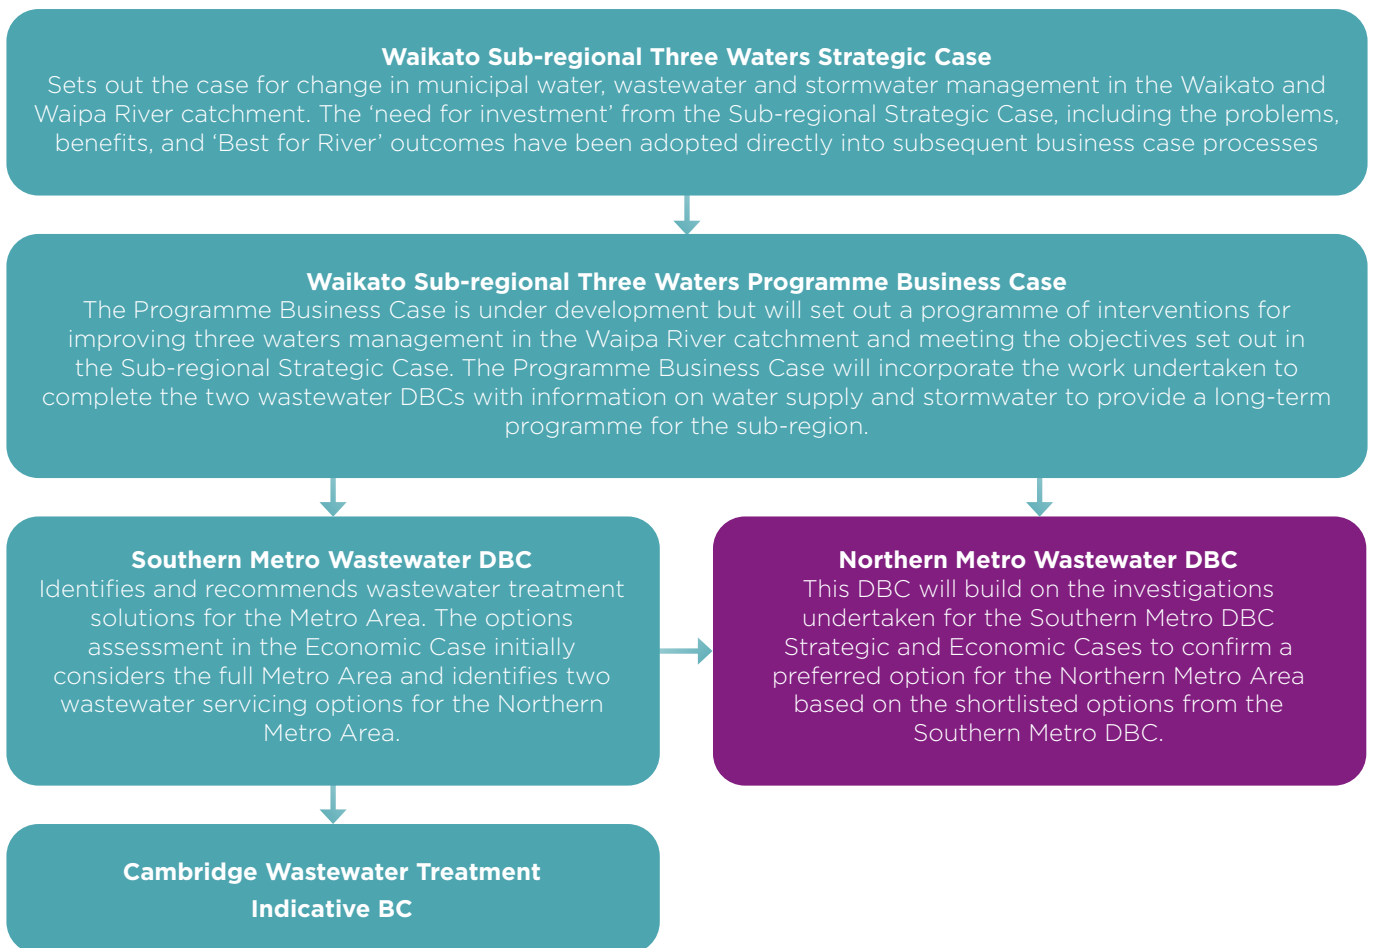 Waikato Sub-regional Three Waters Strategic Case
Sets out the case for change in municipal water, wastewater and stormwater management in the Waikato and
Waipa River catchment. The ‘need for investment’ from the Sub-regional Strategic Case, including the problems,
benefits, and ‘Best for River’ outcomes have been adopted directly into subsequent business case processes
Waikato Sub-regional Three Waters Programme Business Case
The Programme Business Case is under development but will set out a programme of interventions for
improving three waters management in the Waipa River catchment and meeting the objectives set out in
the Sub-regional Strategic Case. The Programme Business Case will incorporate the work undertaken to
complete the two wastewater DBCs with information on water supply and stormwater to provide a long-term
programme for the sub-region.
Southern Metro Wastewater DBC
Identifies and recommends wastewater treatment
solutions for the Metro Area. The options
assessment in the Economic Case initially
considers the full Metro Area and identifies two
wastewater servicing options for the Northern
Metro Area.
Northern Metro Wastewater DBC
This DBC will build on the investigations
undertaken for the Southern Metro DBC
Strategic and Economic Cases to confirm a
preferred option for the Northern Metro Area
based on the shortlisted options from the
Southern Metro DBC.
Cambridge Wastewater Treatment
Indicative BC